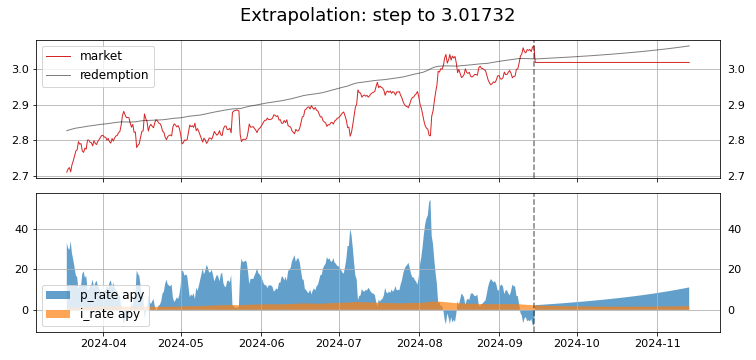 Extrapolation: step to 3.01732
market
redemption
3.0 3.0
2.9 2.9
2.8 2.8
2.7 2.7
40 40
20 20
0 0
p_rate apy
i_rate apy
2024-04 2024-05 2024-06 2024-07 2024-08 2024-09 2024-10 2024-11